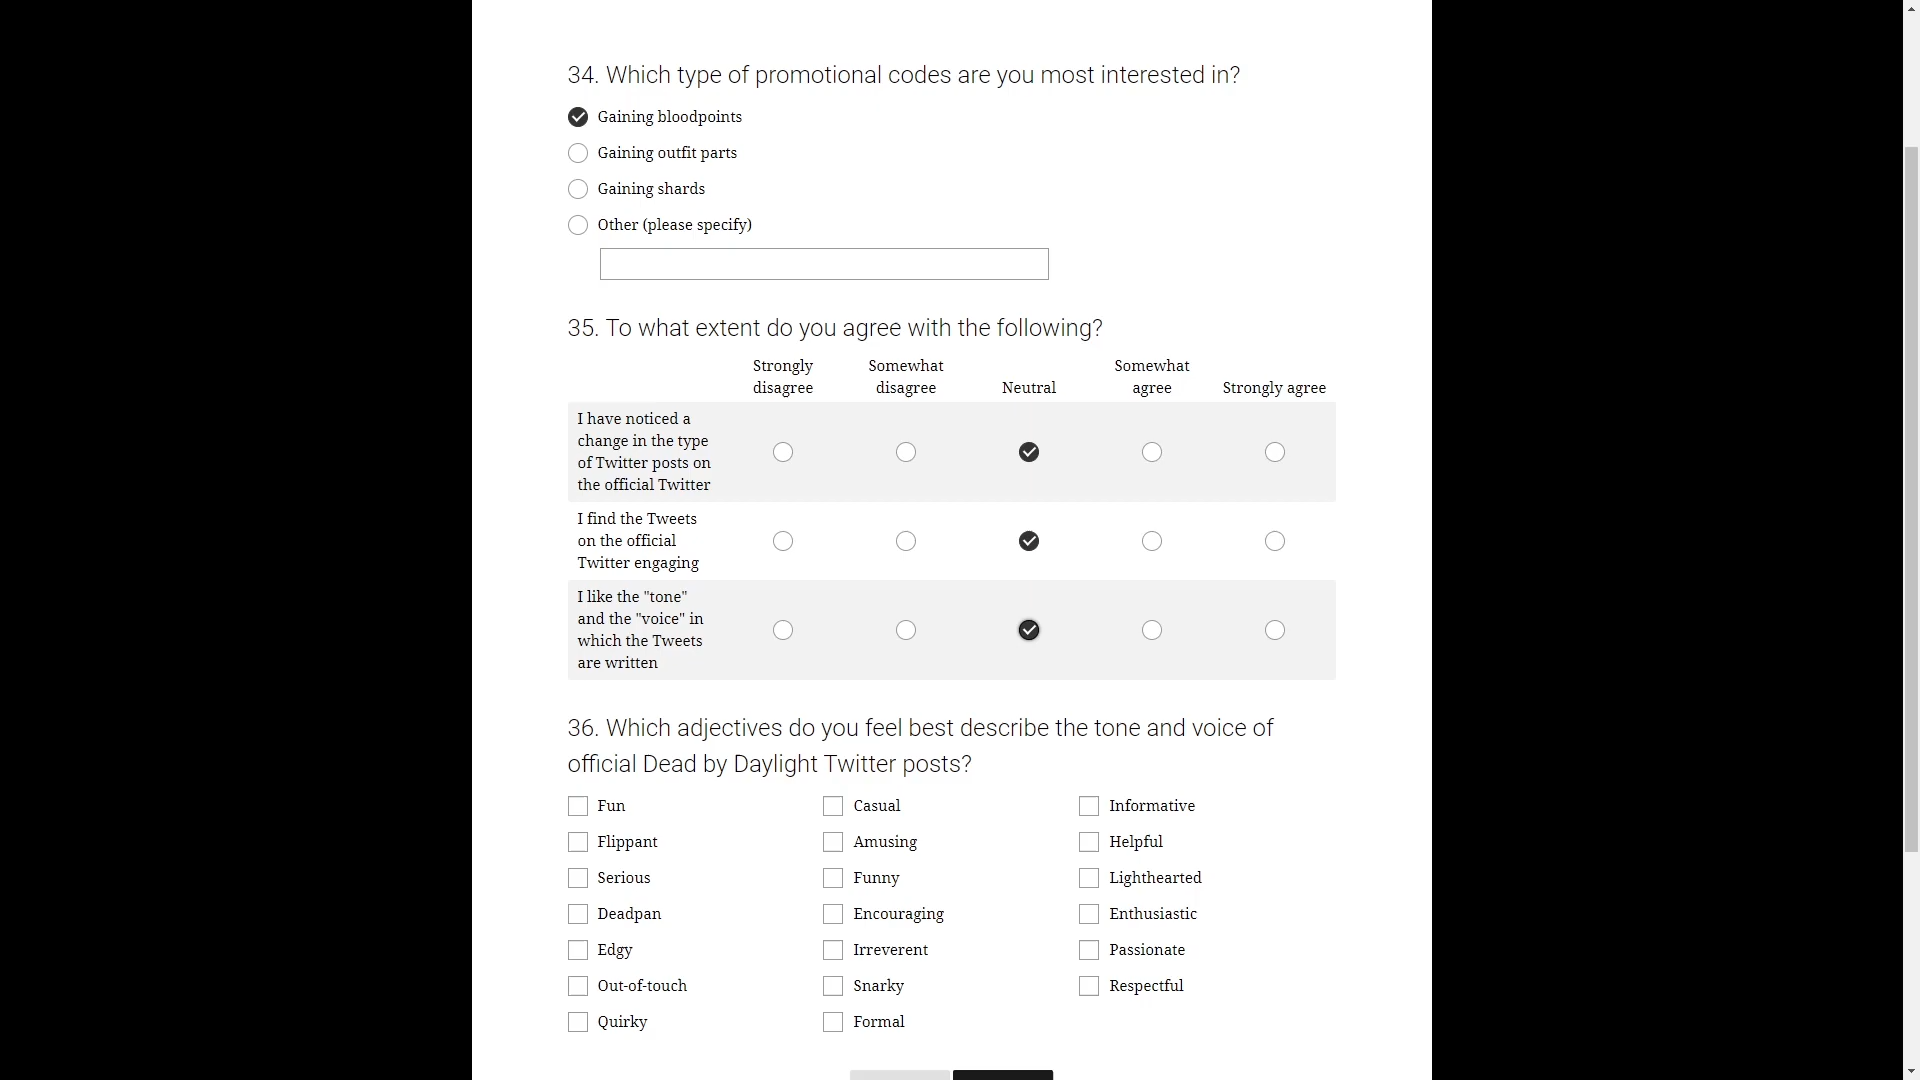 34. Which type of promotional codes are you most interested in?
Gaining bloodpoints
Gaining outfit parts
Gaining shards
Other (please specify)
35. To what extent do you agree with the following?
Strongly disagree
Somewhat disagree
Neutral
Somewhat agree
Strongly agree
I have noticed a
change in the type
of Twitter posts on
the official Twitter
I find the Tweets
on the official
Twitter engaging
I like the "tone"
and the "voice" in
which the Tweets
are written
36. Which adjectives do you feel best describe the tone and voice of
official Dead by Daylight Twitter posts?
Fun Casual Informative
Flippant Amusing Helpful
Serious Funny Lighthearted
Deadpan Encouraging Enthusiastic
Edgy Irreverent Passionate
Out-of-touch Snarky Respectful
Quirky Formal